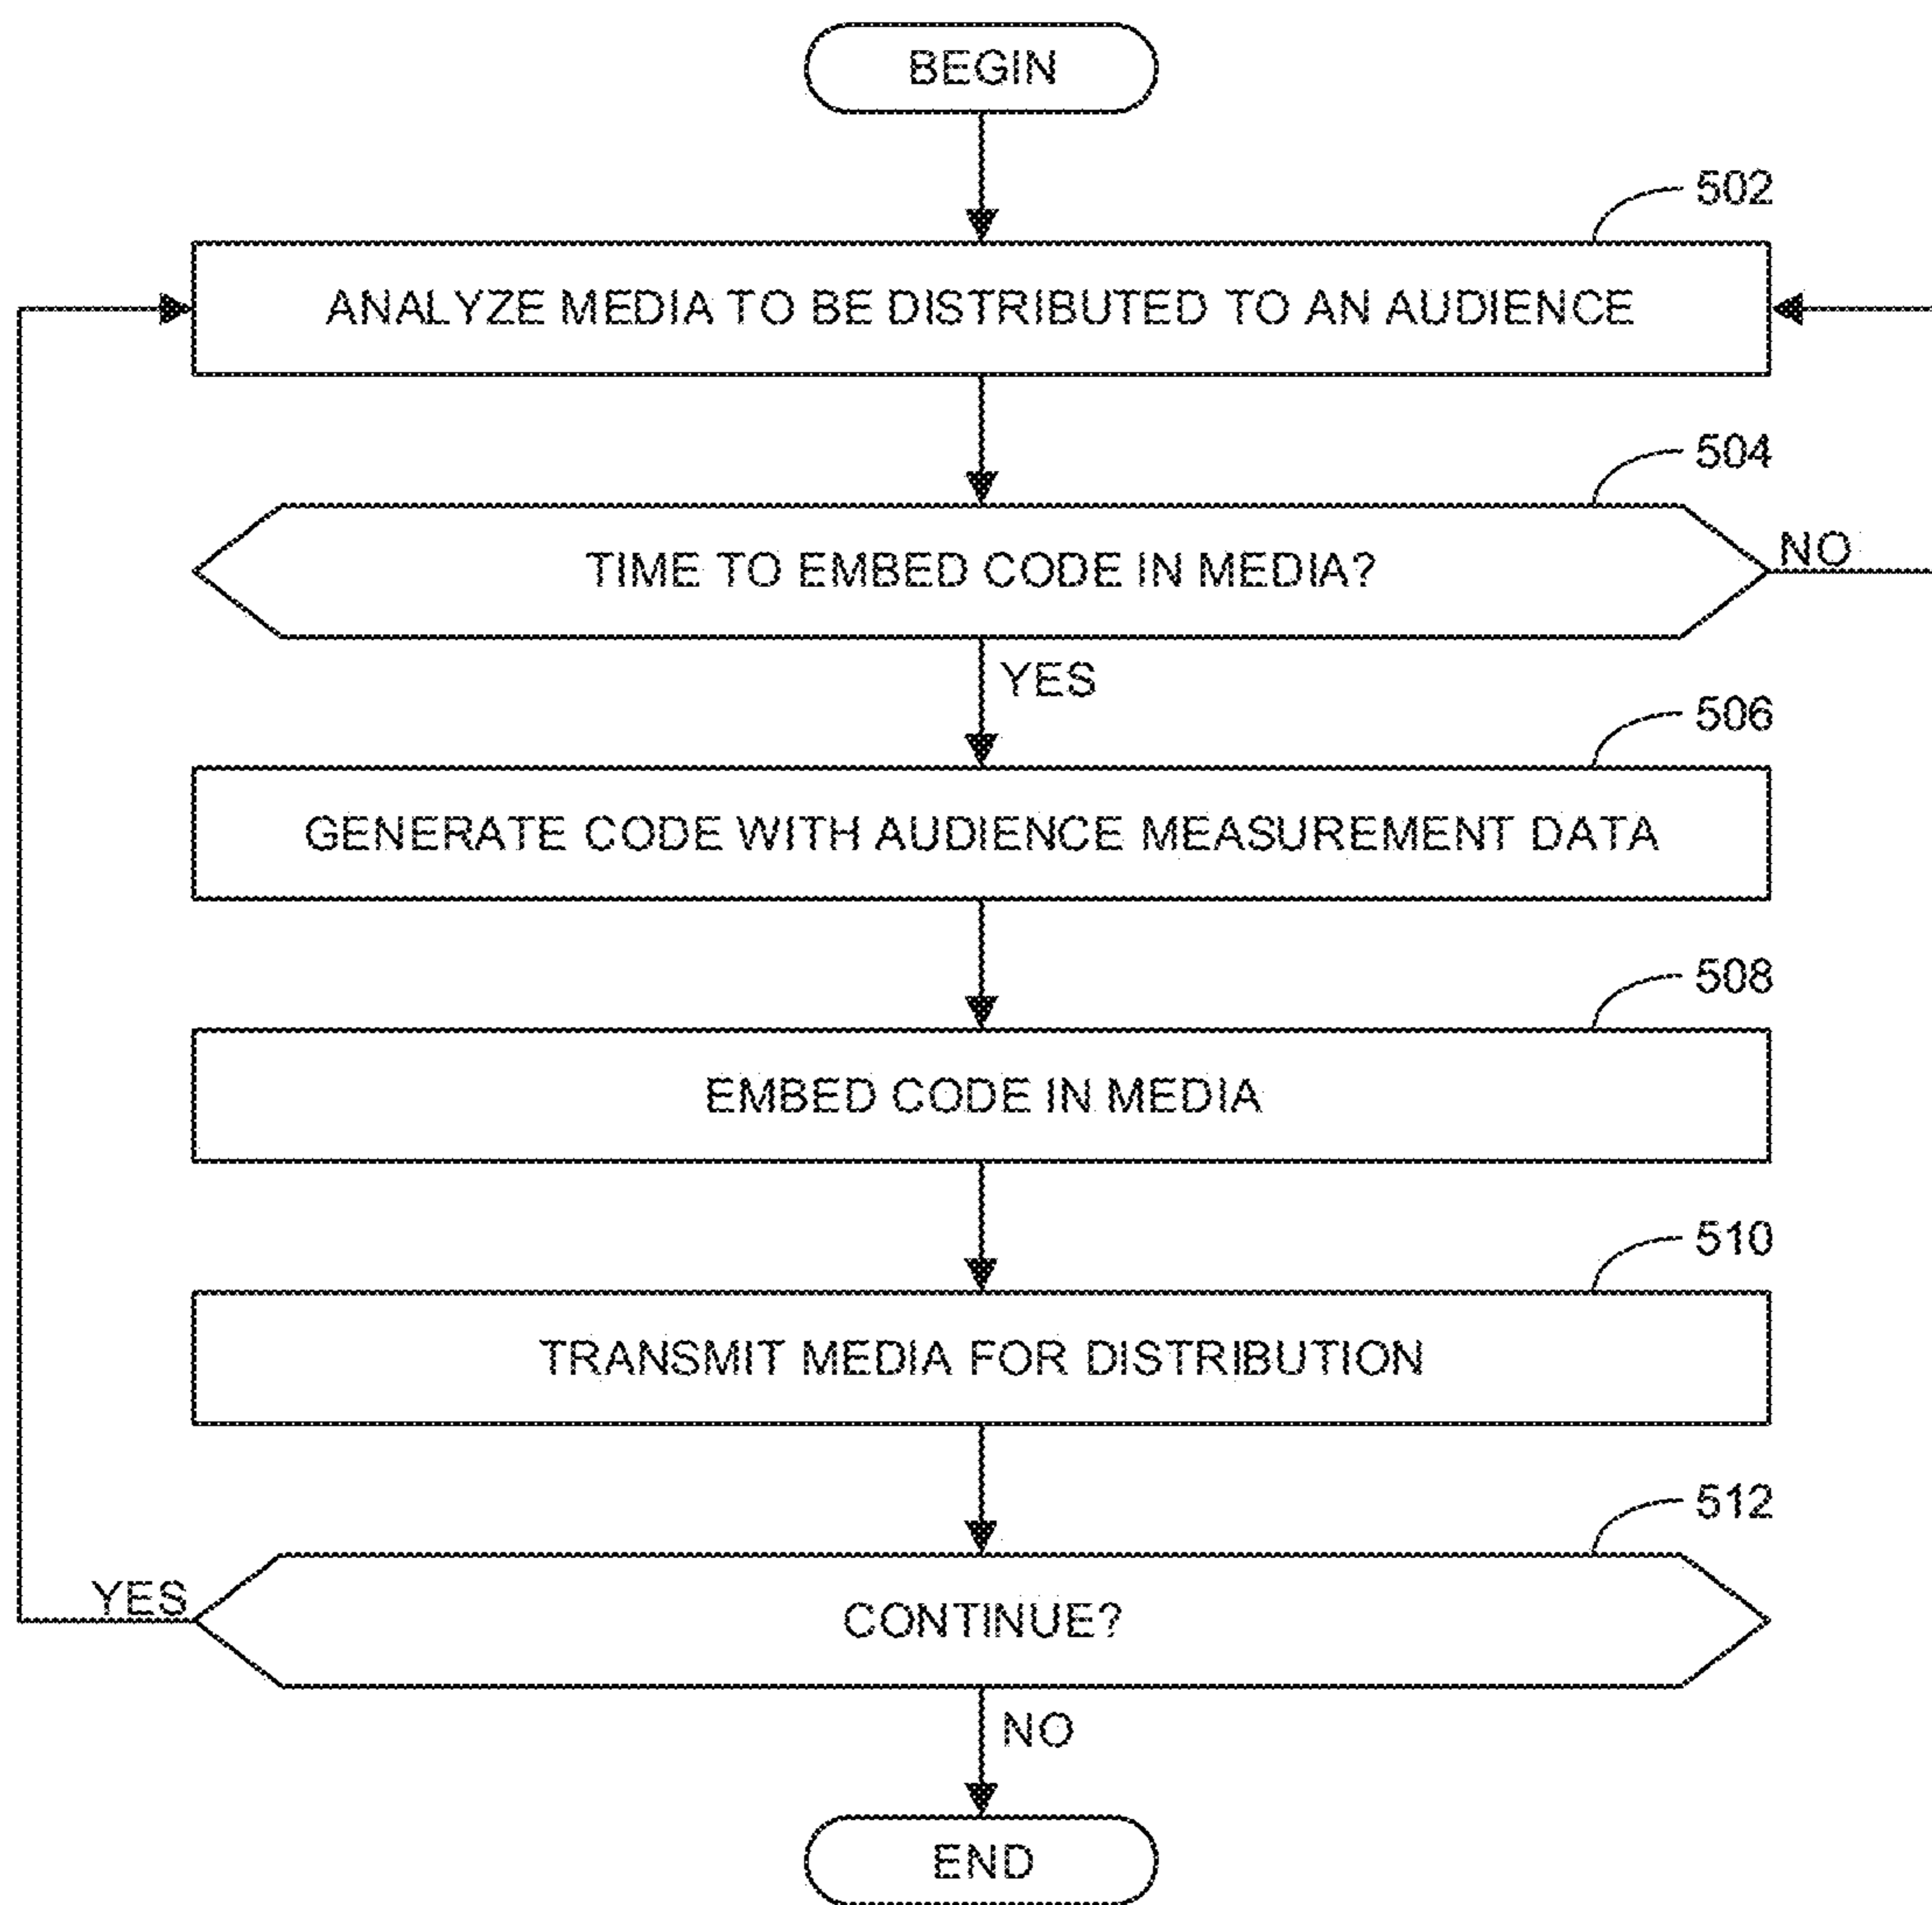 BEGIN
502
ANALYZE MEDIA TO BE DISTRIBUTED TO AN AUDIENCE
504
TIME TO EMBED CODE IN MEDIA?
NO
YES
506
GENERATE CODE WITH AUDIENCE MEASUREMENT DATA
508
EMBED CODE IN MEDIA
510
TRANSMIT MEDIA FOR DISTRIBUTION
512
YES
CONTINUE?
NO
END